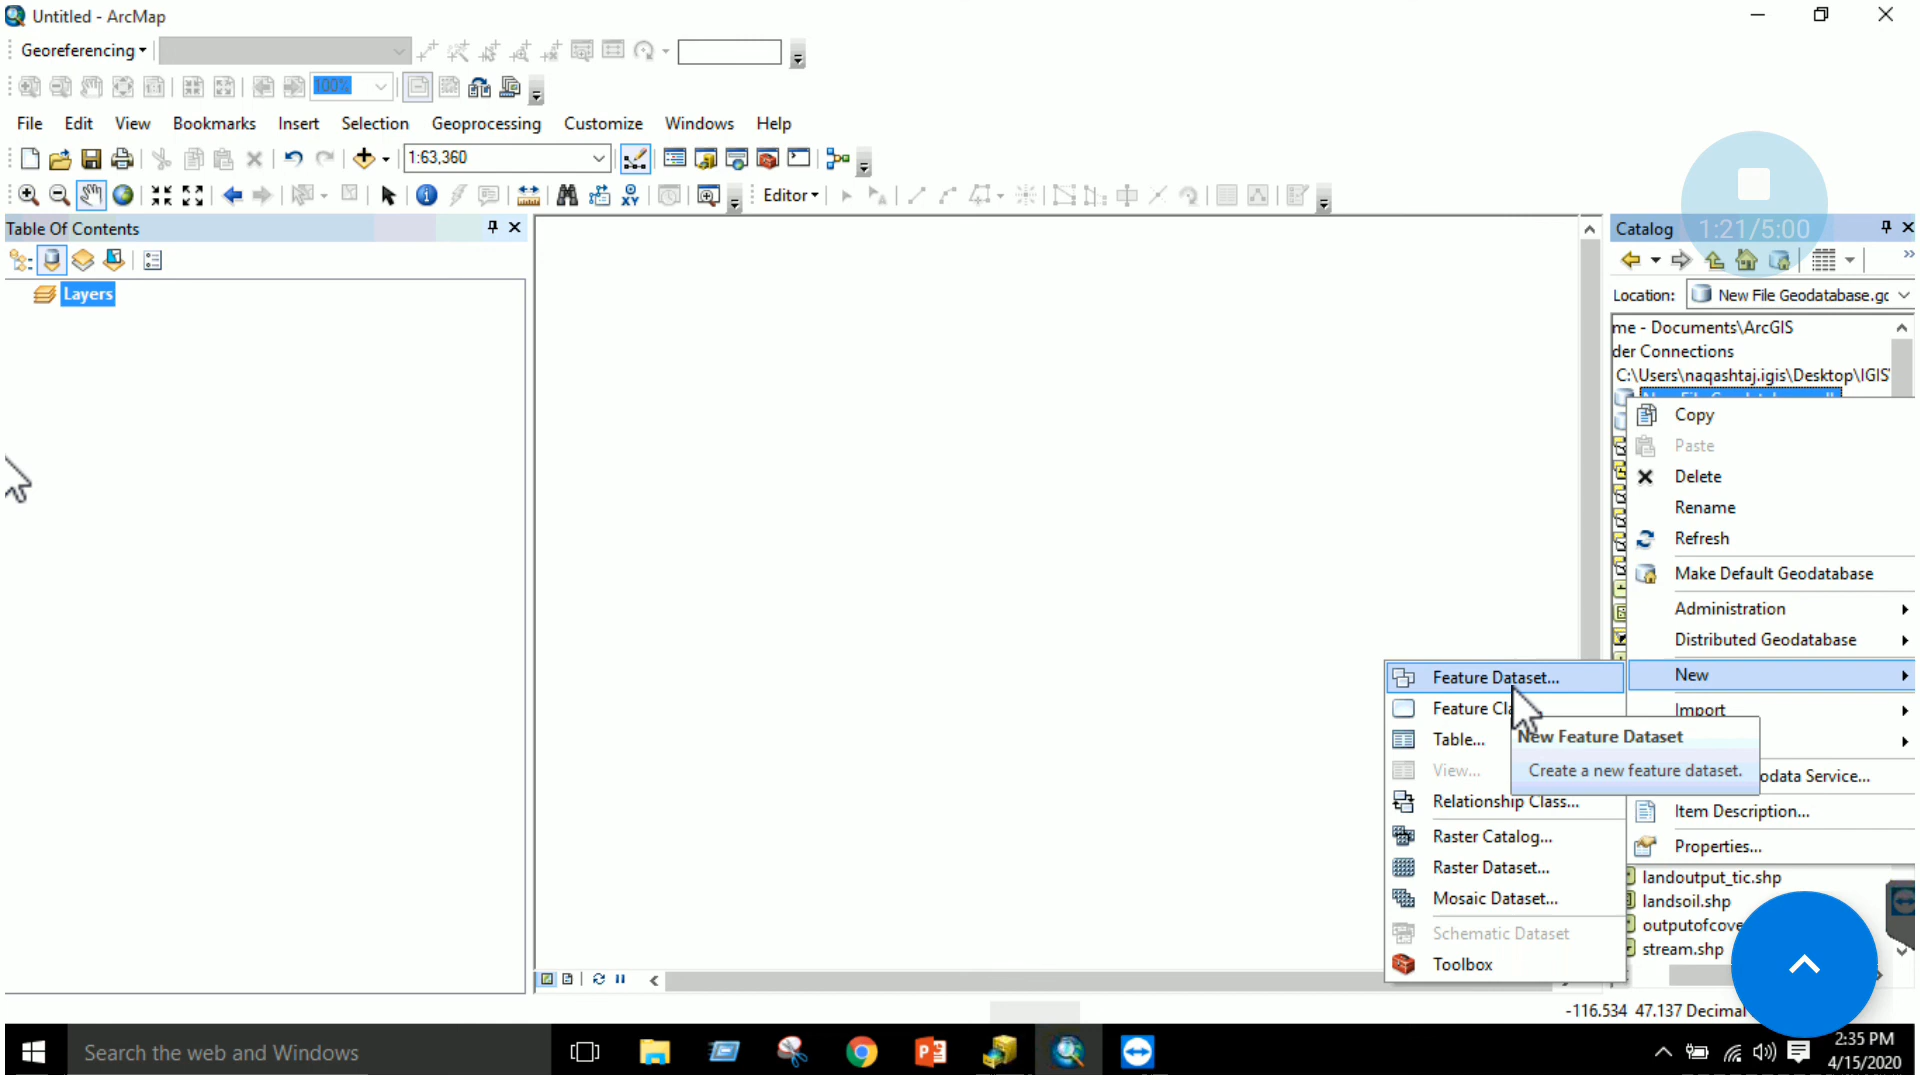 Untitled - ArcMap
Georeferencing
100%
File Edit View Bookmarks Insert Selection Geoprocessing Customize Windows Help
1:63,360
Editor
Table Of Contents
Layers
Catalog
1:21/5:00
Location: New File Geodatabase.gc
me - Documents\ArcGIS
der Connections
C:\Users\naqashtaj.igis\Desktop\IGIS
Copy
Paste
Delete
Rename
Refresh
Make Default Geodatabase
Administration
Distributed Geodatabase
New
Import
odata Service...
Item Description...
Properties...
Feature Dataset...
Feature Cla
Table...
View...
Relationship Class...
Raster Catalog...
Raster Dataset...
Mosaic Dataset...
Schematic Dataset
Toolbox
New Feature Dataset
Create a new feature dataset.
landoutput_tic.shp
landsoil.shp
outputofcove
stream.shp
-116.534 47.137 Decimal
Search the web and Windows
2:35 PM
4/15/2020